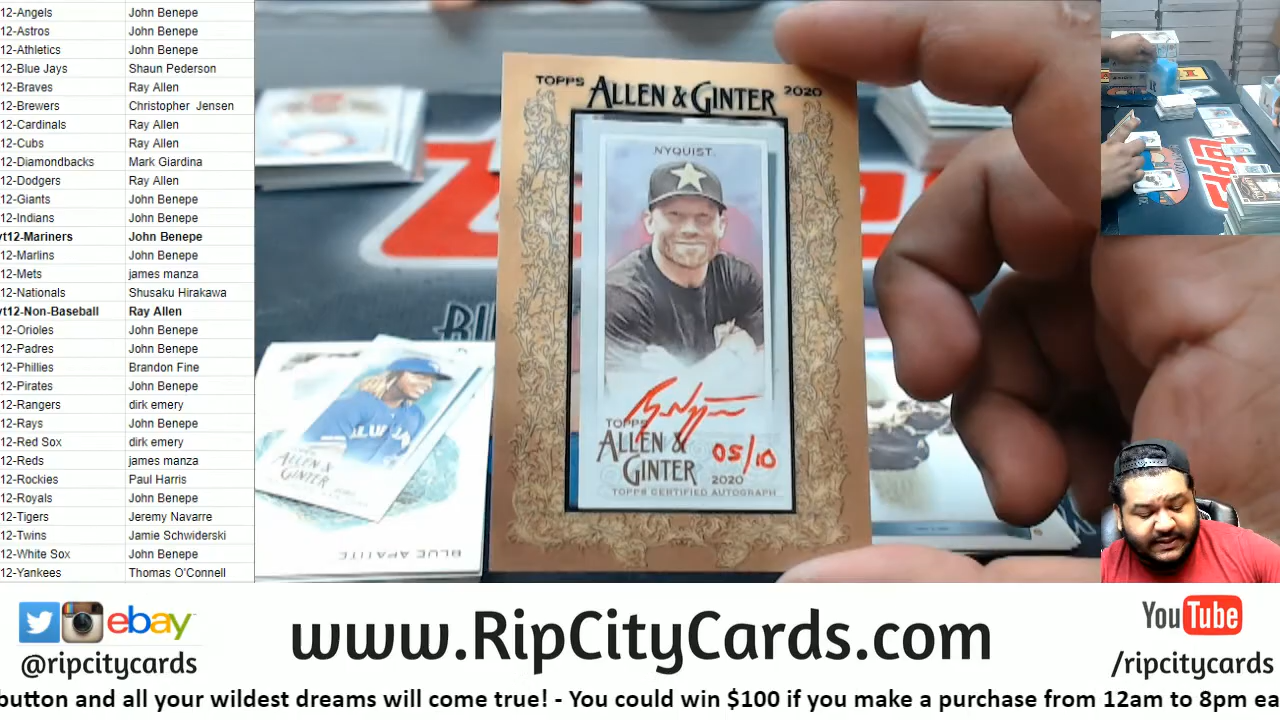 12-Angels John Benepe
12-Astros John Benepe
12-Athletics John Benepe
12-Blue Jays Shaun Pederson
12-Braves Ray Allen
12-Brewers Christopher Jensen
12-Cardinals Ray Allen
12-Cubs Ray Allen
12-Diamondbacks Mark Giardina
12-Dodgers Ray Allen
12-Giants John Benepe
12-Indians John Benepe
vt12-Mariners John Benepe
12-Marlins John Benepe
12-Mets james manza
12-Nationals Shusaku Hirakawa
vt12-Non-Baseball Ray Allen
12-Orioles John Benepe
12-Padres John Benepe
12-Phillies Brandon Fine
12-Pirates John Benepe
12-Rangers dirk emery
12-Rays John Benepe
12-Red Sox dirk emery
12-Reds james manza
12-Rockies Paul Harris
12-Royals John Benepe
12-Tigers Jeremy Navarre
12-Twins Jamie Schwiderski
12-White Sox John Benepe
12-Yankees Thomas O'Connell
TOPPS ALLEN & GINTER 2020
NYQUIST
TOPPS
ALLEN &
GINTER
05/10
2020
TOPPS CERTIFIED AUTOGRAPH
ALLEN &
GINTER
BLUE APATITE
ebay
@ripcitycards
www.RipCityCards.com
YouTube
/ripcitycards
button and all your wildest dreams will come true! - You could win $100 if you make a purchase from 12am to 8pm ea